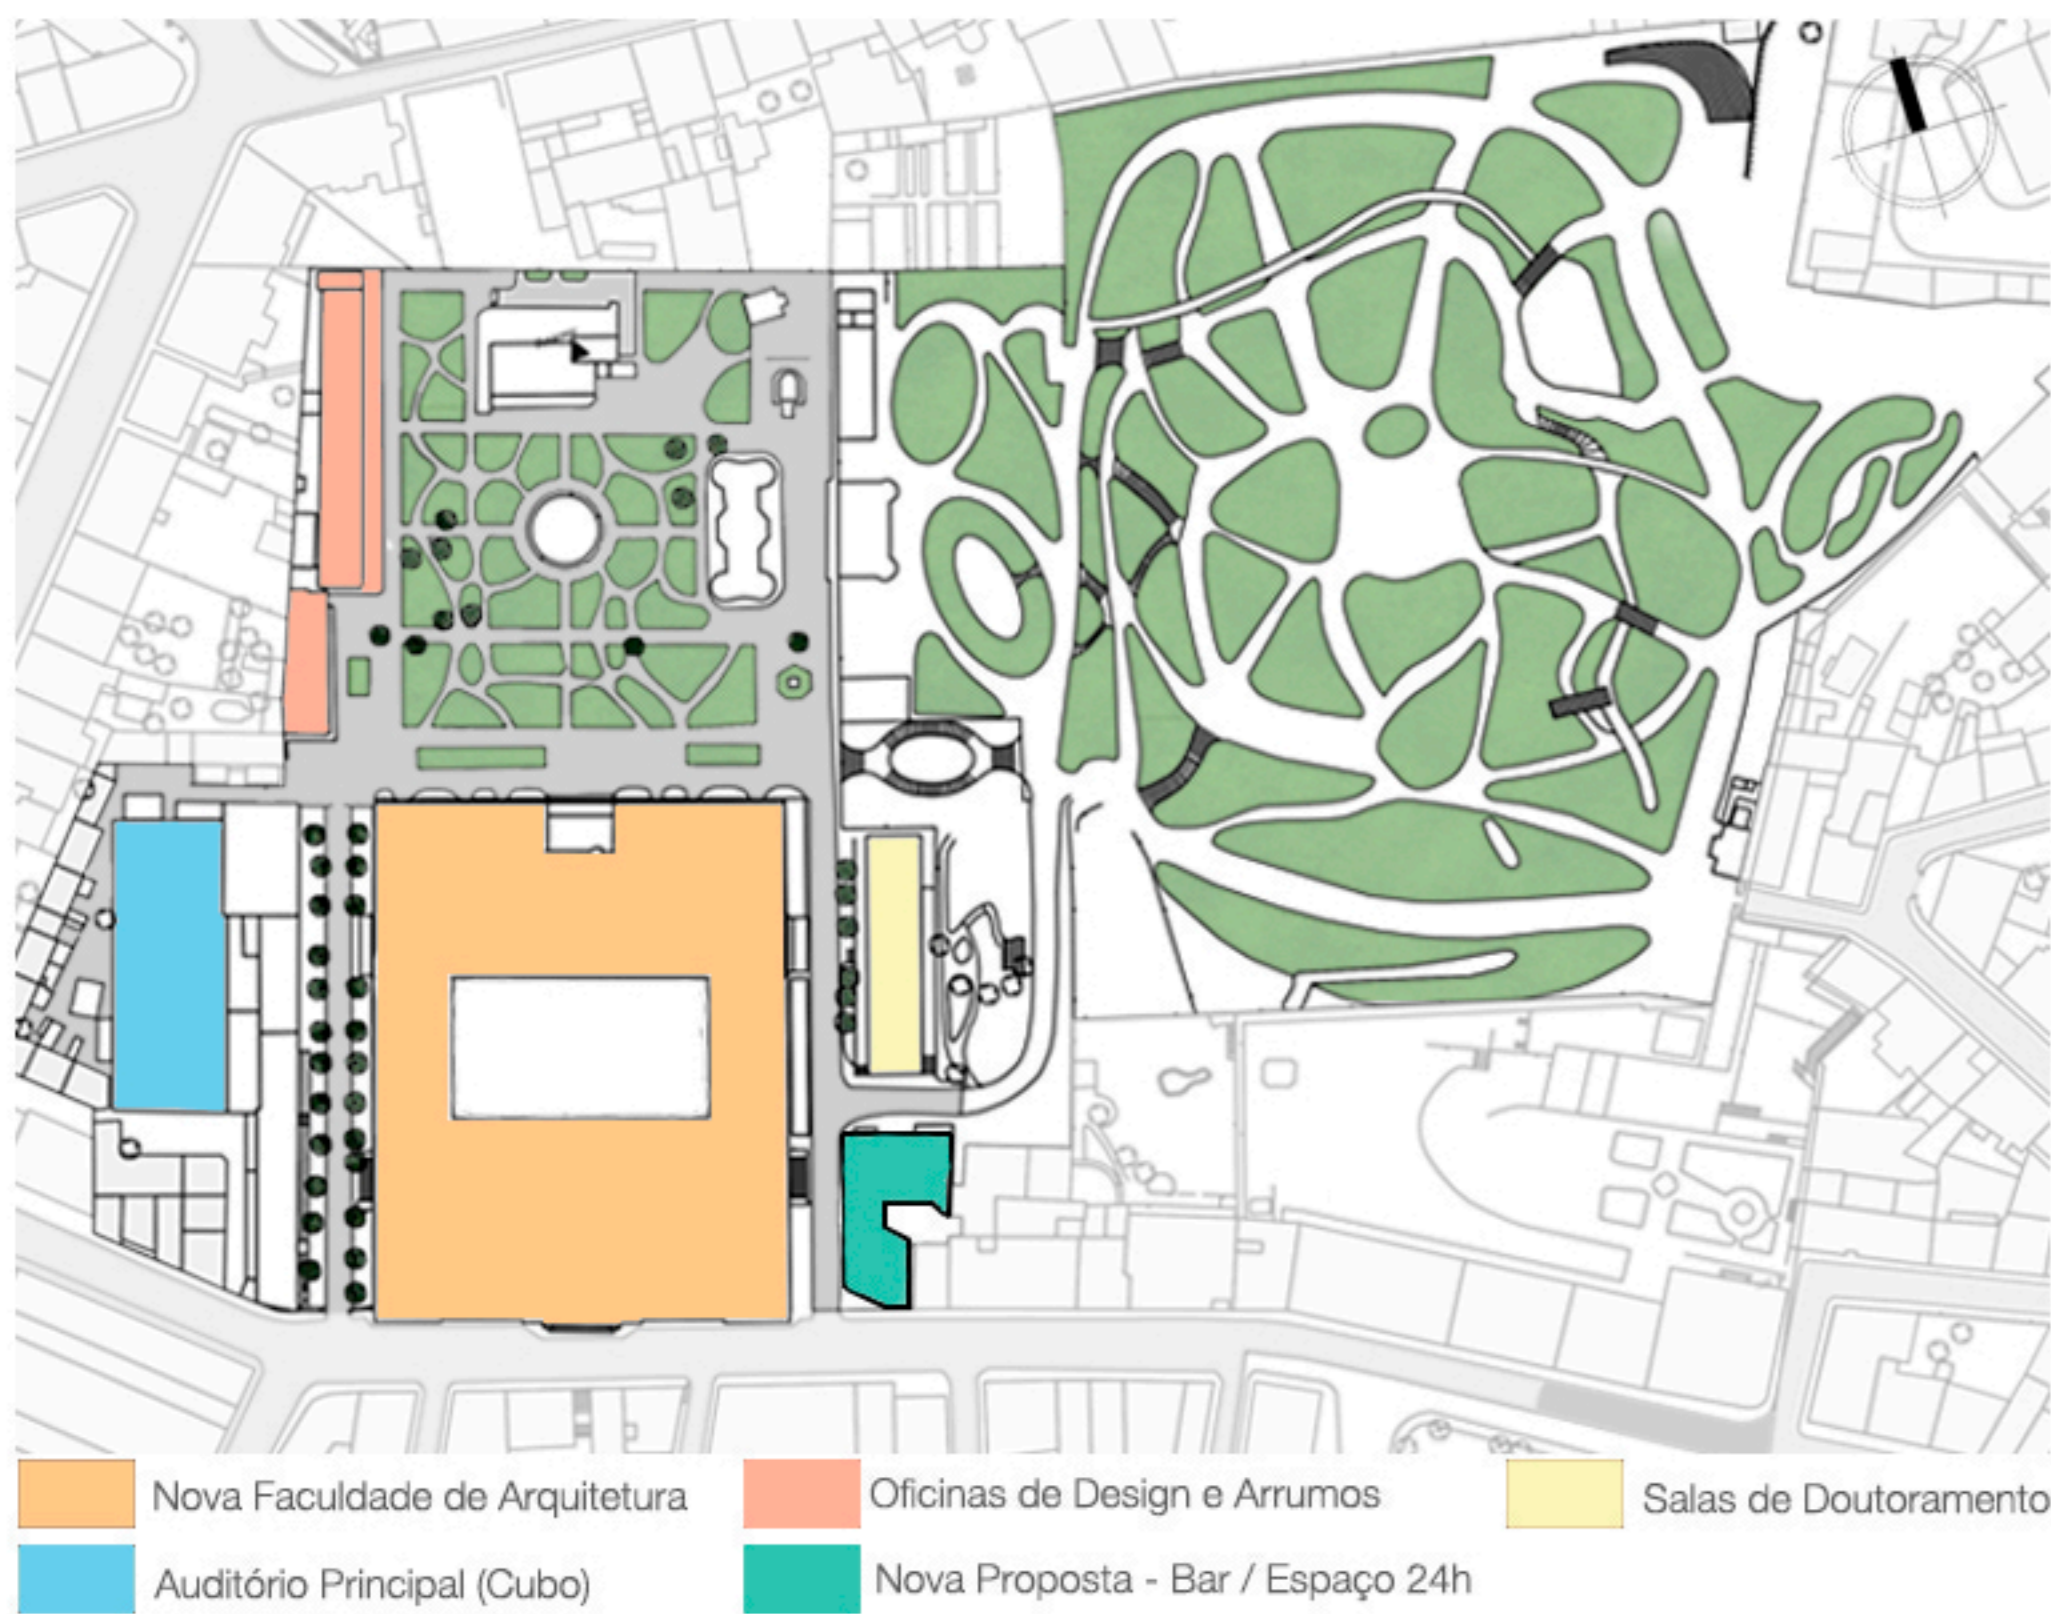 Nova Faculdade de Arquitetura
Oficinas de Design e Arrumos
Salas de Doutoramento
Auditório Principal (Cubo)
Nova Proposta - Bar / Espaço 24h